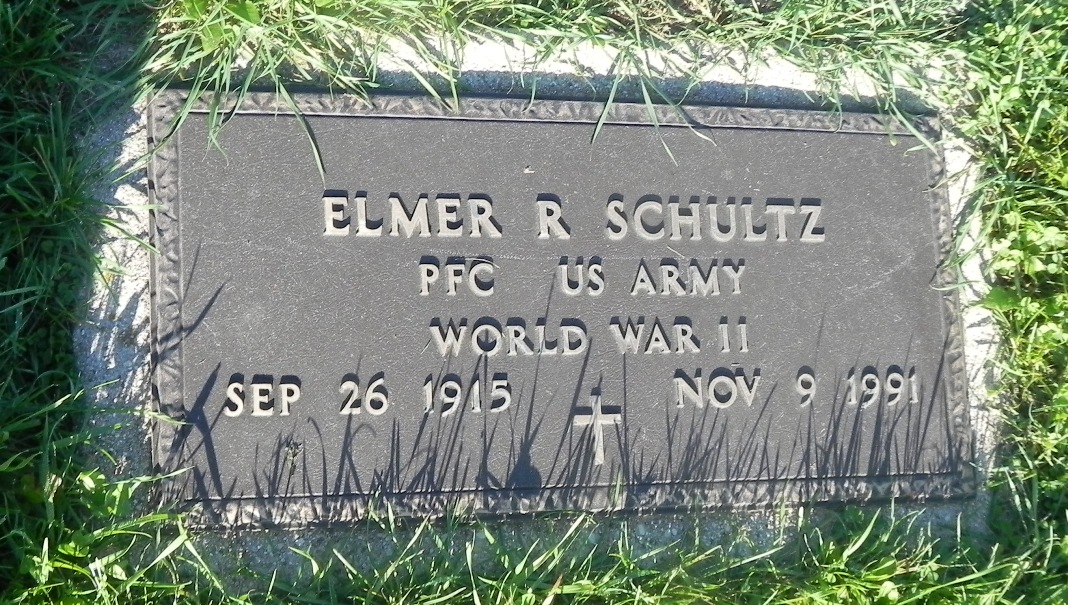 ELMER R SCHULTZ
PFC US ARMY
WORLD WAR II
SEP 26 1915 NOV 9 1991